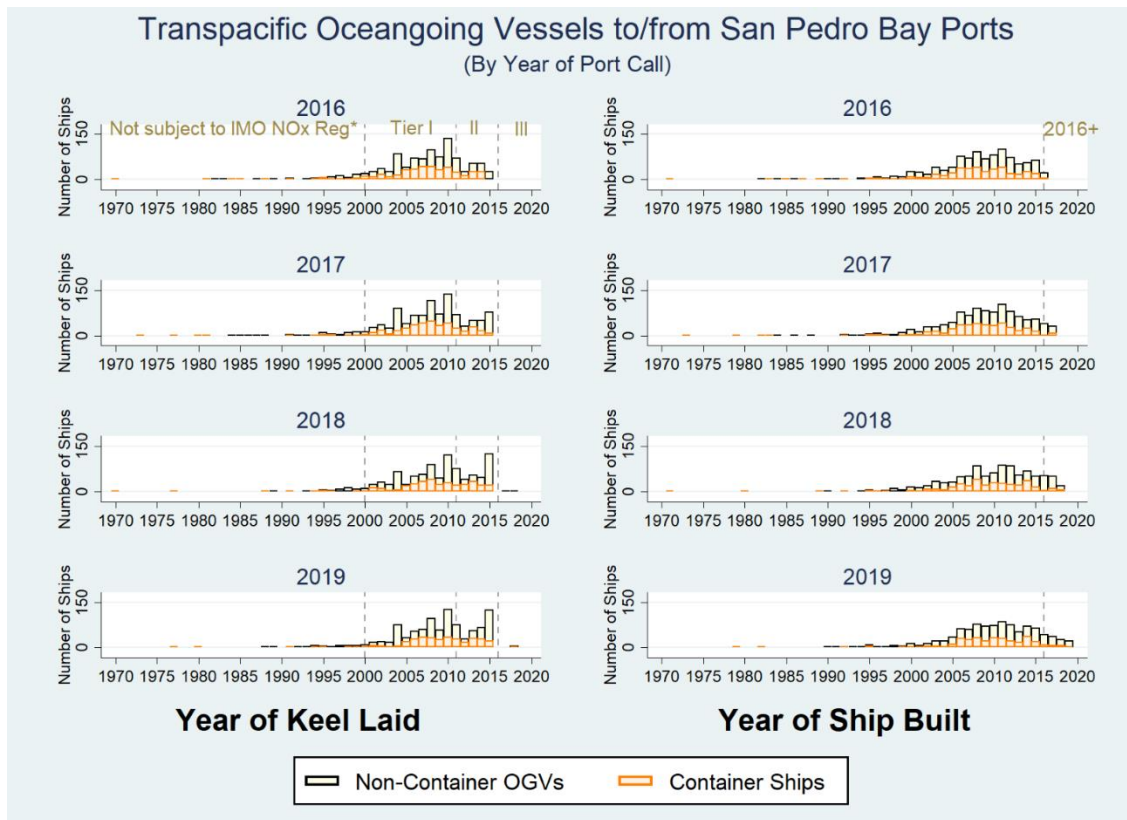 Transpacific Oceangoing Vessels to/from San Pedro Bay Ports
(By Year of Port Call)
2016
Not subject to IMO NOx Reg* Tier I II III
Number of Ships
150
0
1970 1975 1980 1985 1990 1995 2000 2005 2010 2015 2020
2016
2016+
Number of Ships
150
0
1970 1975 1980 1985 1990 1995 2000 2005 2010 2015 2020
2017
Number of Ships
150
0
1970 1975 1980 1985 1990 1995 2000 2005 2010 2015 2020
2017
Number of Ships
150
0
1970 1975 1980 1985 1990 1995 2000 2005 2010 2015 2020
2018
Number of Ships
150
0
1970 1975 1980 1985 1990 1995 2000 2005 2010 2015 2020
2018
Number of Ships
150
0
1970 1975 1980 1985 1990 1995 2000 2005 2010 2015 2020
2019
Number of Ships
150
0
1970 1975 1980 1985 1990 1995 2000 2005 2010 2015 2020
2019
Number of Ships
150
0
1970 1975 1980 1985 1990 1995 2000 2005 2010 2015 2020
Year of Keel Laid
Year of Ship Built
Non-Container OGVs
Container Ships